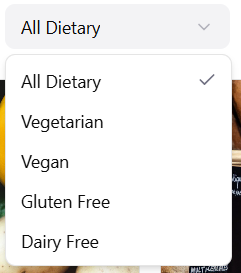 All Dietary
All Dietary
Vegetarian
Vegan
Gluten Free
Dairy Free